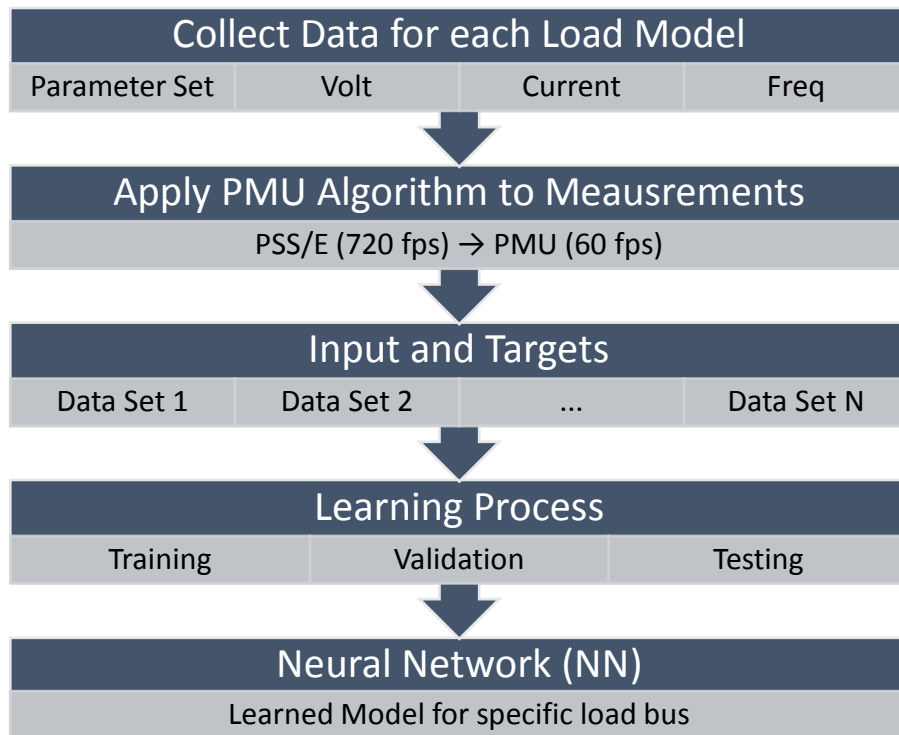 Collect Data for each Load Model
Parameter Set Volt Current Freq
Apply PMU Algorithm to Meausrements
PSS/E (720 fps) → PMU (60 fps)
Input and Targets
Data Set 1 Data Set 2 ... Data Set N
Learning Process
Training Validation Testing
Neural Network (NN)
Learned Model for specific load bus